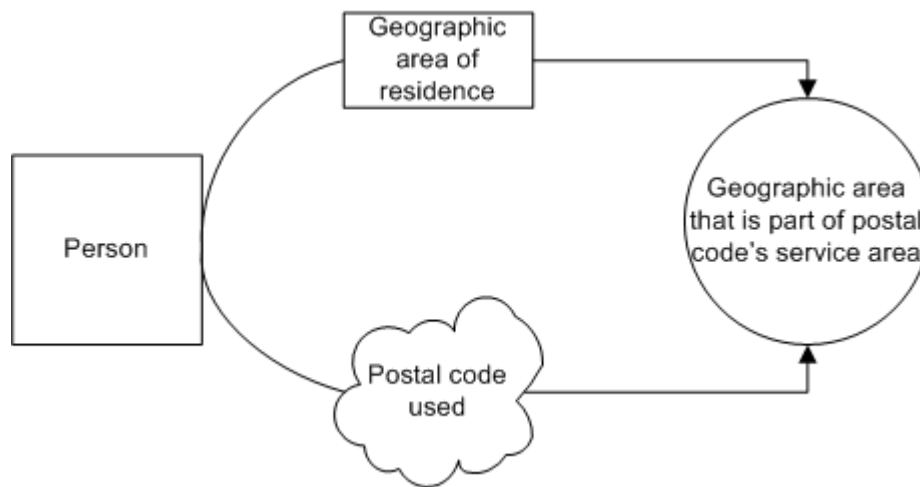 Geographic
area of
residence
Person
Geographic area
that is part of postal
code's service area
Postal code
used